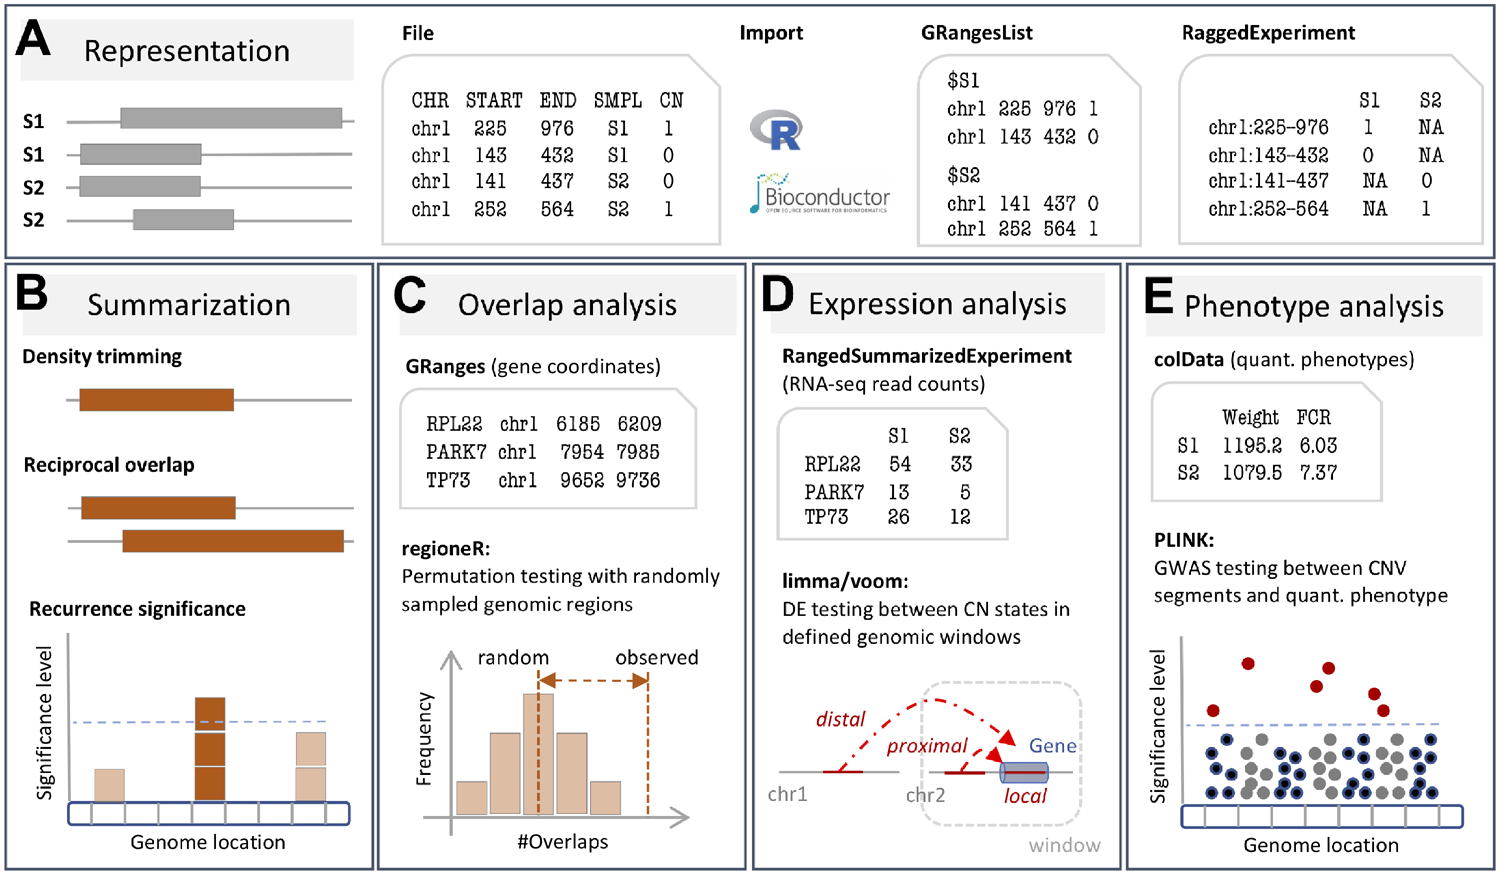 A
Representation
S1
S1
S2
S2
File
CHR START END SMPL CN
chr1 225 976 S1 1
chr1 143 432 S1 0
chr1 141 437 S2 0
chr1 252 564 S2 1
Import
R
Bioconductor
OPEN SOURCE SOFTWARE FOR BIOINFORMATICS
GRangesList
$S1
chr1 225 976 1
chr1 143 432 0
$S2
chr1 141 437 0
chr1 252 564 1
RaggedExperiment
S1 S2
chr1:225-976 1 NA
chr1:143-432 0 NA
chr1:141-437 NA 0
chr1:252-564 NA 1
B
Summarization
Density trimming
Reciprocal overlap
Recurrence significance
Significance level
Genome location
C
Overlap analysis
GRanges (gene coordinates)
RPL22 chr1 6185 6209
PARK7 chr1 7954 7985
TP73 chr1 9652 9736
regioneR:
Permutation testing with randomly
sampled genomic regions
random observed
Frequency
#Overlaps
D
Expression analysis
RangedSummarizedExperiment
(RNA-seq read counts)
S1 S2
RPL22 54 33
PARK7 13 5
TP73 26 12
limma/voom:
DE testing between CN states in
defined genomic windows
distal
proximal
Gene
chr1
chr2
local
window
E
Phenotype analysis
colData (quant. phenotypes)
Weight FCR
S1 1195.2 6.03
S2 1079.5 7.37
PLINK:
GWAS testing between CNV
segments and quant. phenotype
Significance level
Genome location